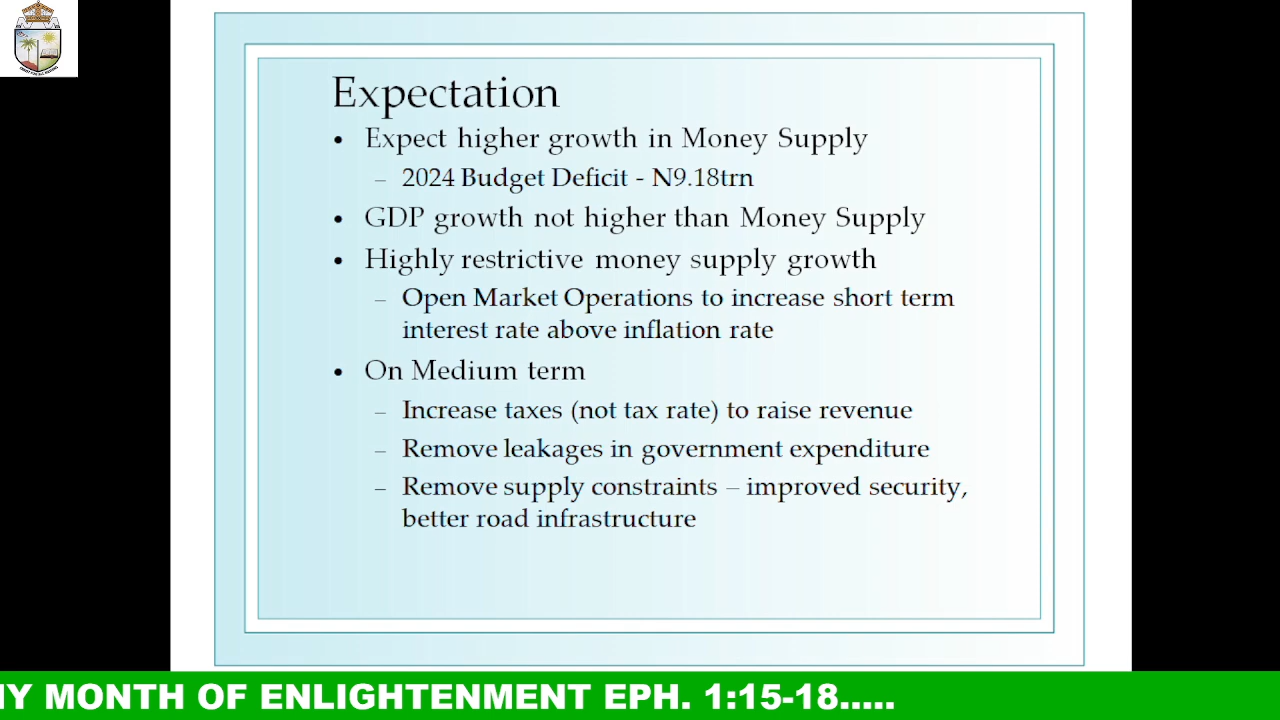 Expectation
• Expect higher growth in Money Supply
– 2024 Budget Deficit - N9.18trn
• GDP growth not higher than Money Supply
• Highly restrictive money supply growth
– Open Market Operations to increase short term
interest rate above inflation rate
• On Medium term
– Increase taxes (not tax rate) to raise revenue
– Remove leakages in government expenditure
– Remove supply constraints – improved security,
better road infrastructure
MONTH OF ENLIGHTENMENT EPH. 1:15-18.....